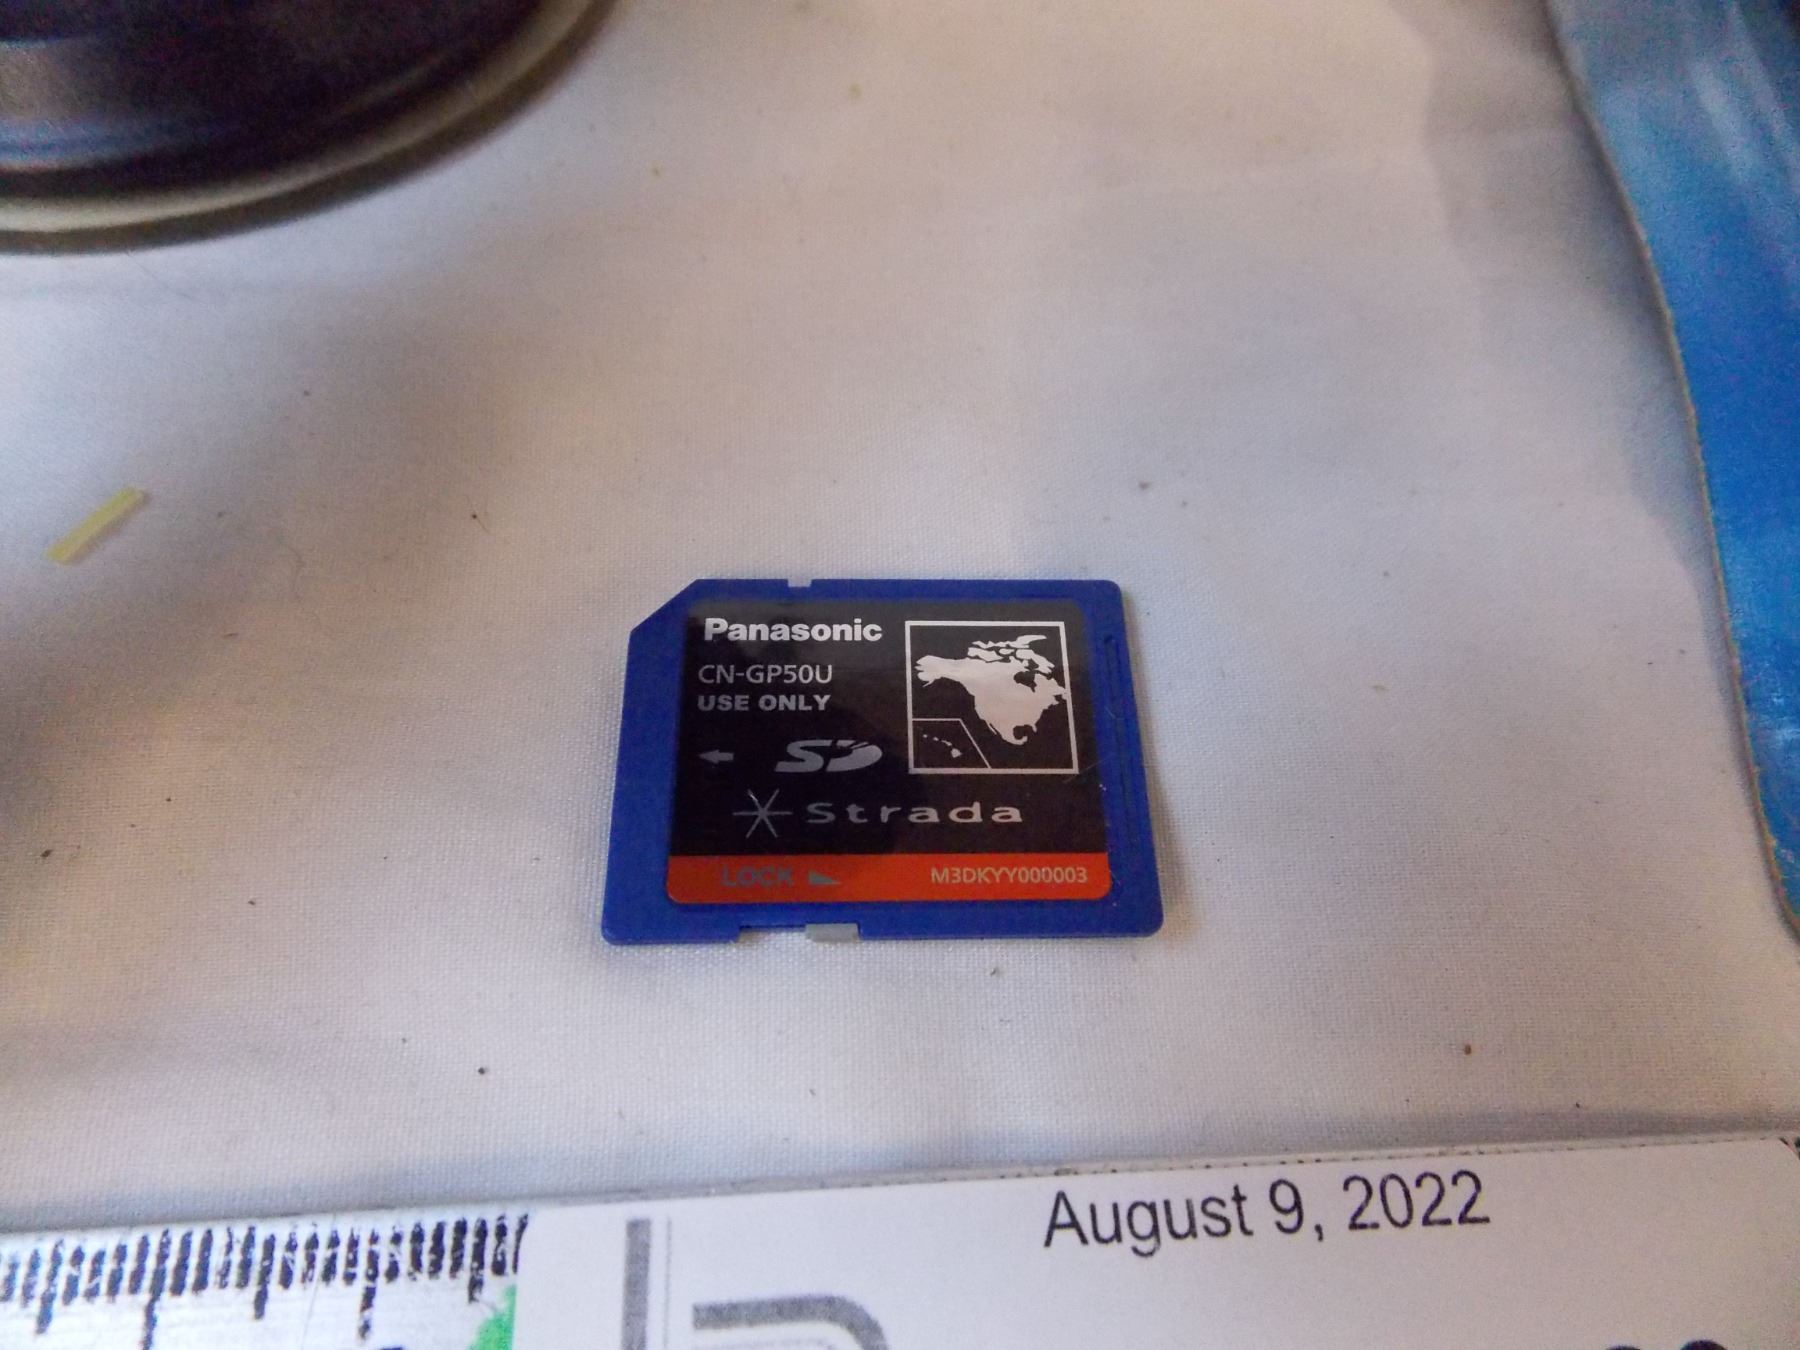 Panasonic
CN-GP50U
USE ONLY
SD
Strada
LOCK
M3DKYY000003
August 9, 2022